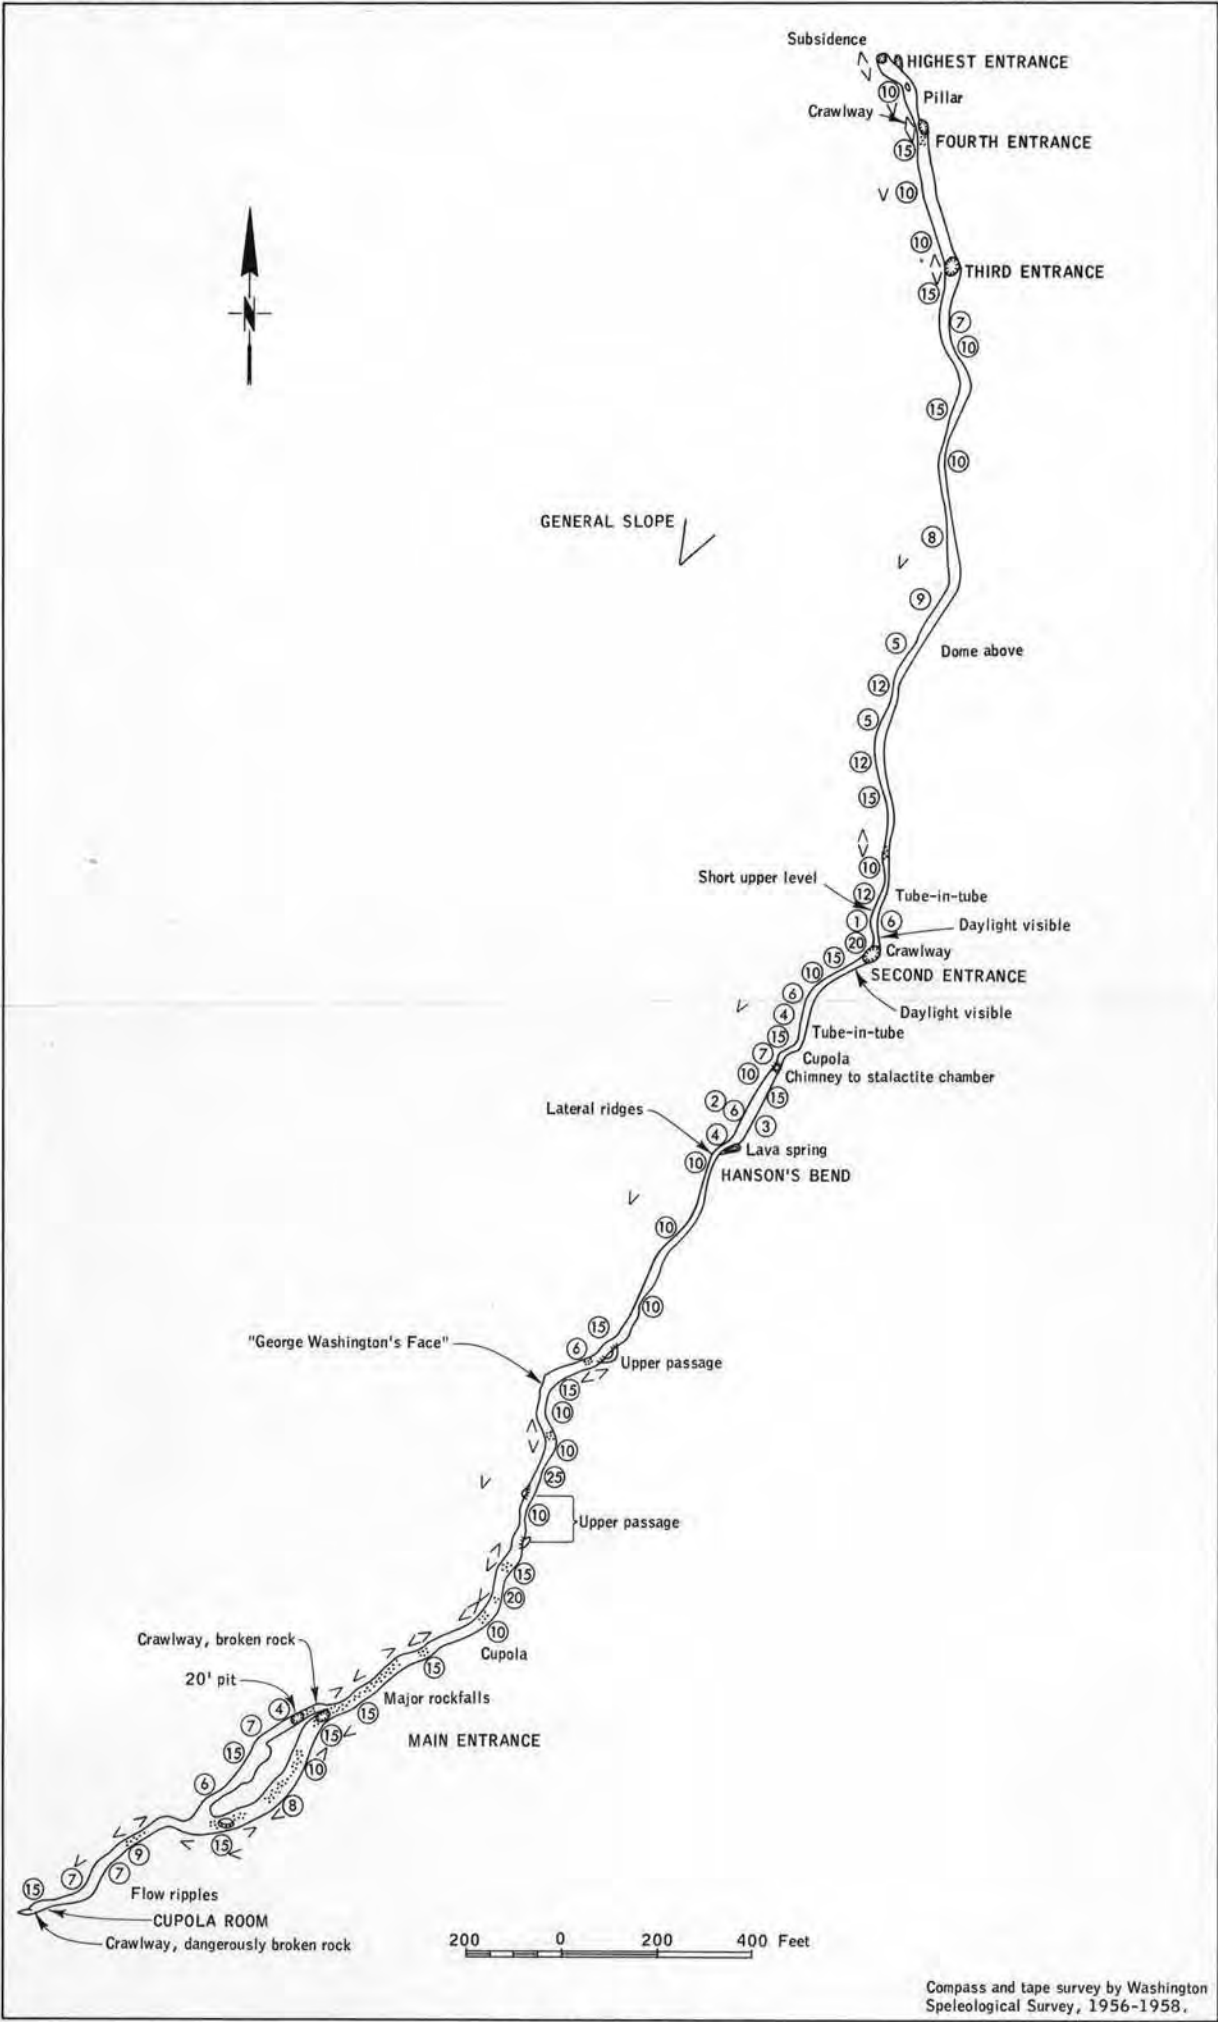 Subsidence
HIGHEST ENTRANCE
10
Pillar
Crawlway
FOURTH ENTRANCE
15
10
10
THIRD ENTRANCE
15
7
10
15
10
N
GENERAL SLOPE
8
9
5
Dome above
12
5
12
15
10
Short upper level
12
Tube-in-tube
1
6
Daylight visible
20
Crawlway
15
SECOND ENTRANCE
10
6
Daylight visible
4
15
Tube-in-tube
7
Cupola
10
Chimney to stalactite chamber
15
2
6
Lateral ridges
3
4
Lava spring
10
HANSON'S BEND
10
10
15
"George Washington's Face"
6
Upper passage
15
10
10
25
10
Upper passage
15
20
10
Crawlway, broken rock
Cupola
15
20' pit
Major rockfalls
4
15
7
15
MAIN ENTRANCE
15
10
6
8
15
9
7
7
15
Flow ripples
CUPOLA ROOM
Crawlway, dangerously broken rock
200 0 200 400 Feet
Compass and tape survey by Washington
Speleological Survey, 1956-1958.